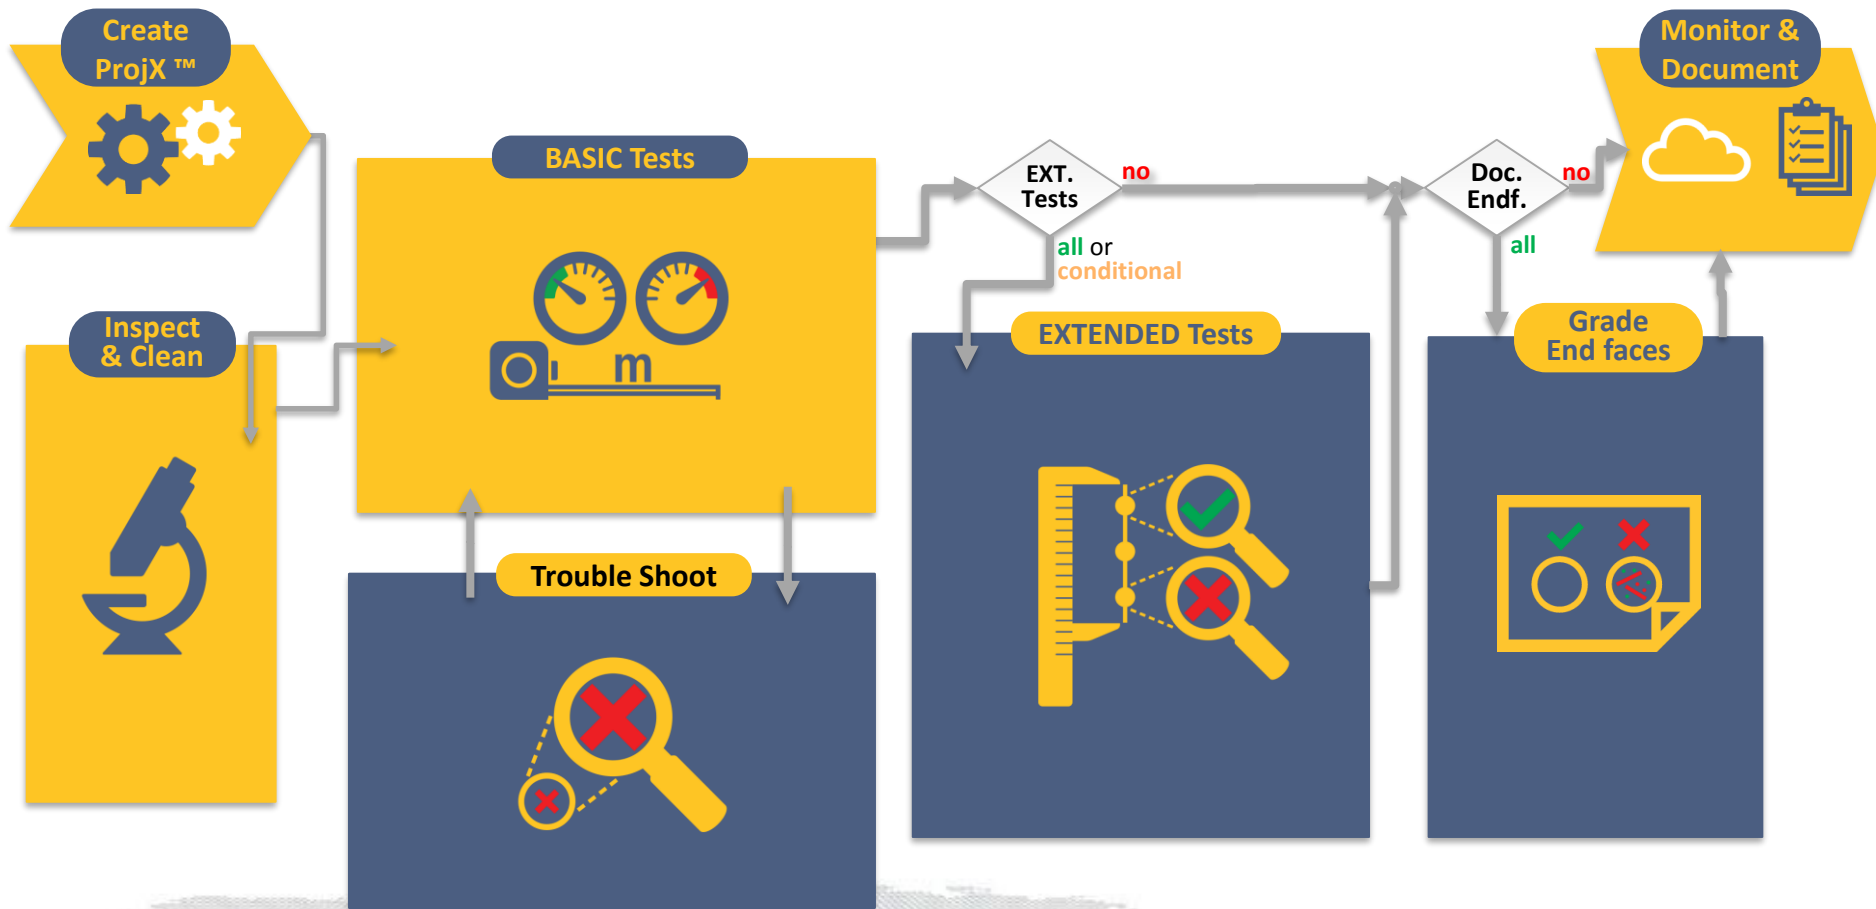 Create
ProjX ™
Inspect
& Clean
BASIC Tests
m
Trouble Shoot
EXT.
Tests
no
all or
conditional
EXTENDED Tests
Doc.
Endf.
no
all
Grade
End faces
Monitor &
Document